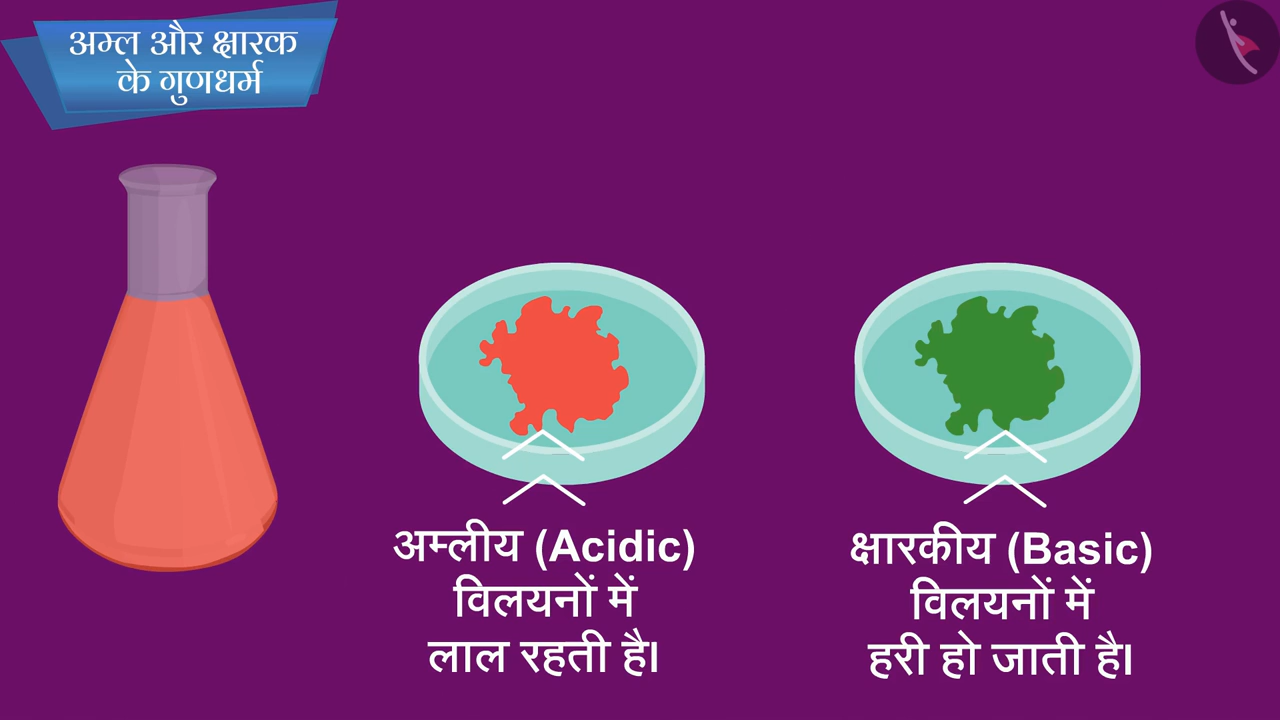 अम्ल और क्षारक
के गुणधर्म
अम्लीय (Acidic)
विलयनों में
लाल रहती है।
क्षारकीय (Basic)
विलयनों में
हरी हो जाती है।